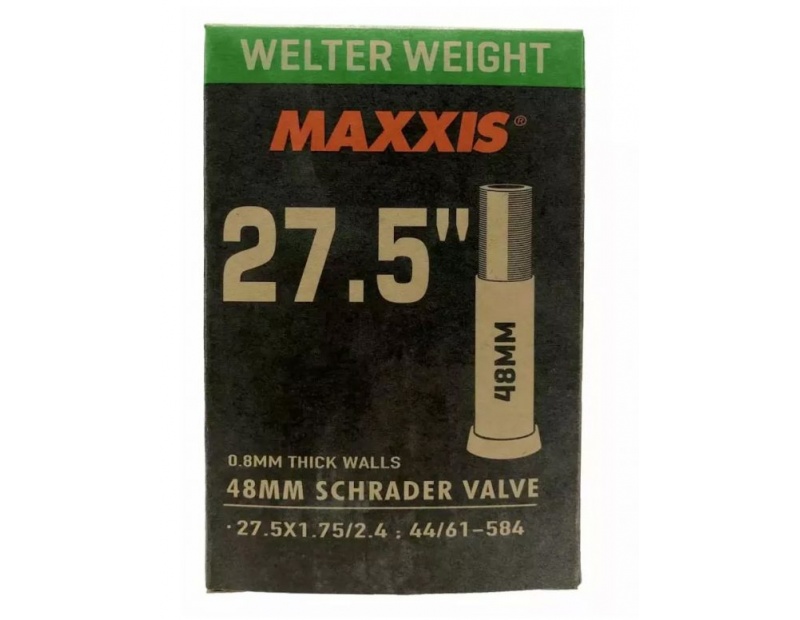 WELTER WEIGHT
MAXXIS®
27.5"
48MM
0.8MM THICK WALLS
48MM SCHRADER VALVE
·27.5X1.75/2.4 ; 44/61-584